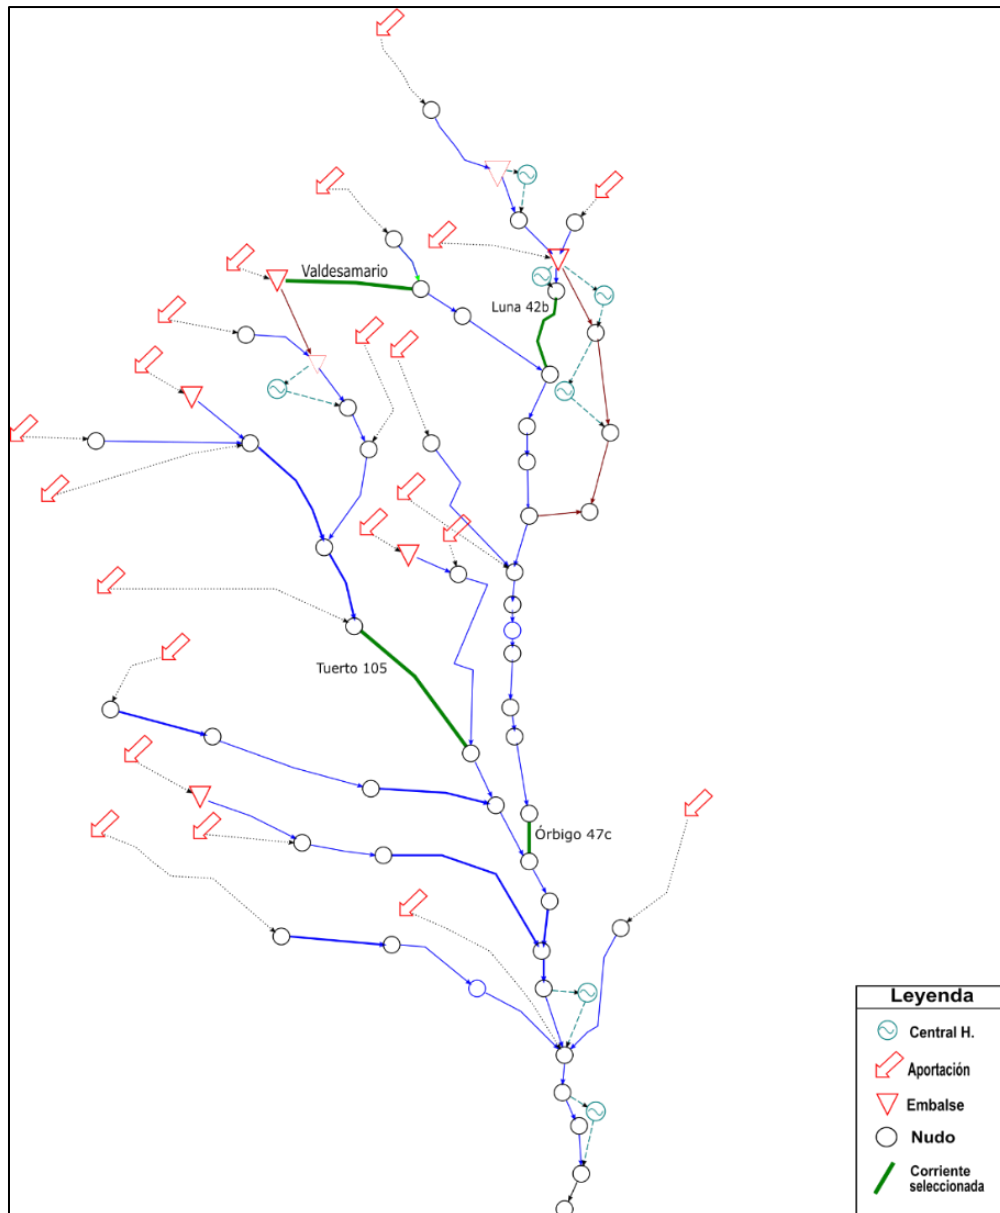 Valdesamario
Luna 42b
Tuerto 105
Órbigo 47c
Leyenda
Central H.
Aportación
Embalse
Nudo
Corriente
seleccionada